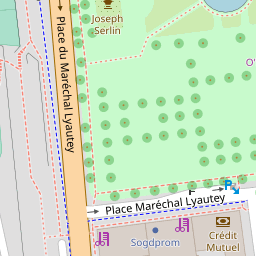 Joseph
Serlin
Place du Maréchal Lyautey
O'
P
Place Maréchal Lyautey
Sogdprom
Crédit
Mutuel